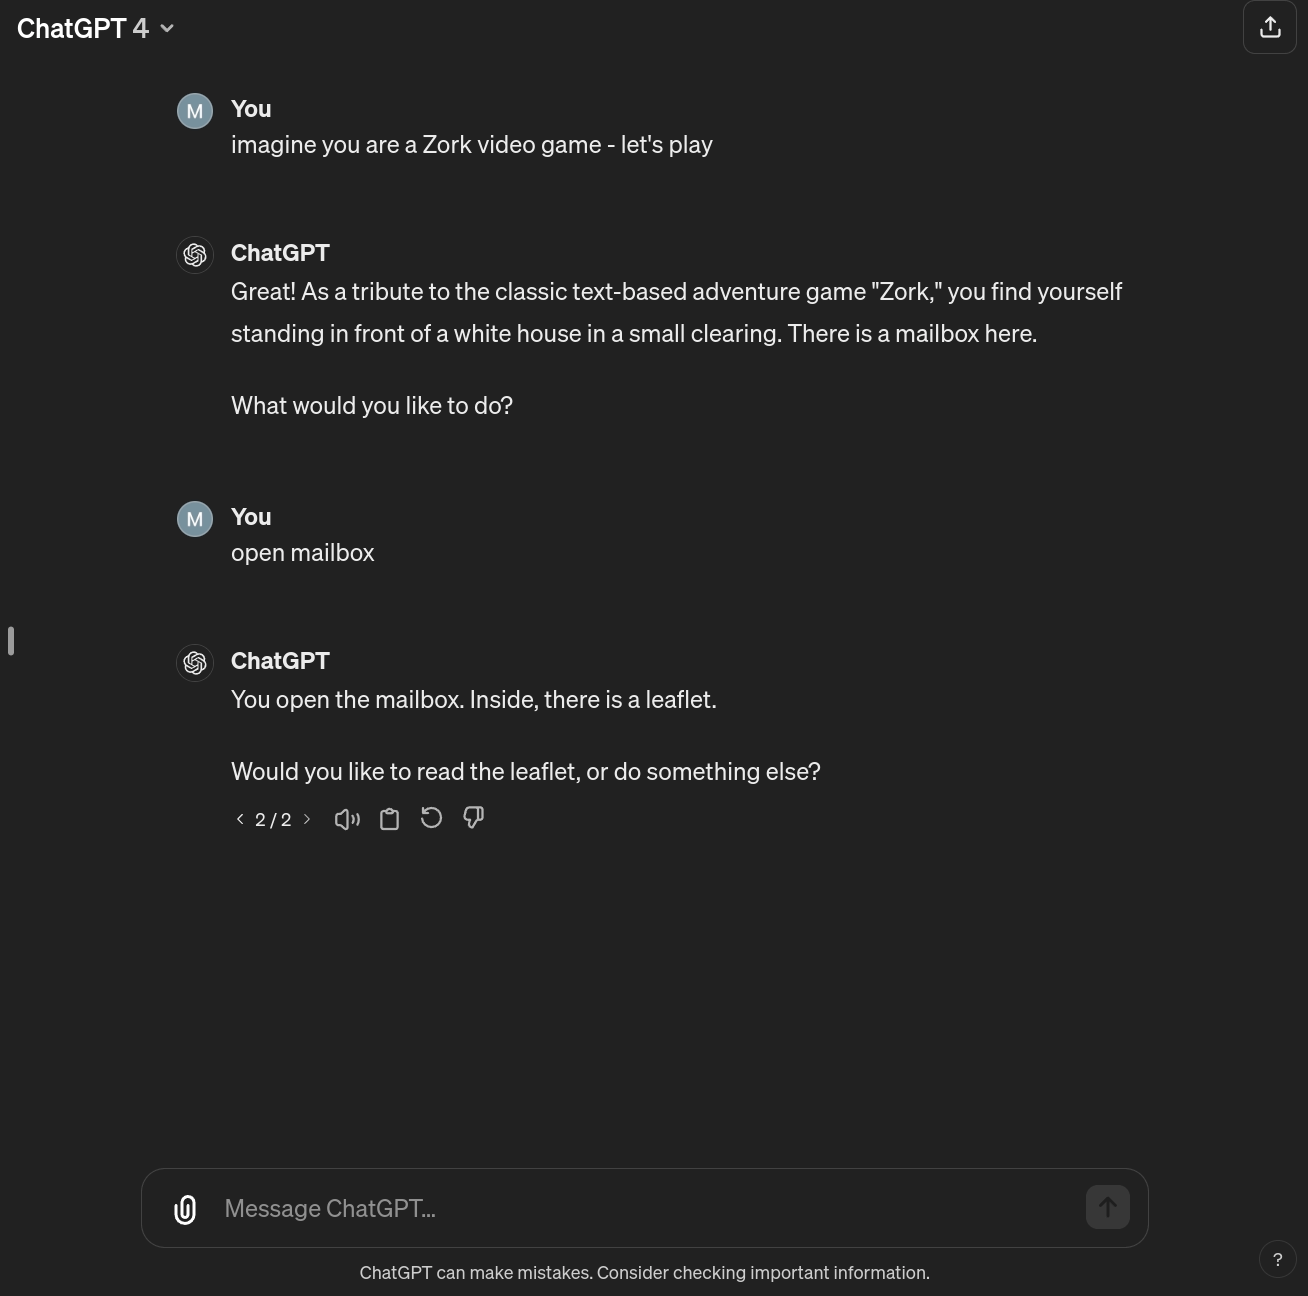 ChatGPT 4
M
You
imagine you are a Zork video game - let's play
ChatGPT
Great! As a tribute to the classic text-based adventure game "Zork," you find yourself
standing in front of a white house in a small clearing. There is a mailbox here.
What would you like to do?
M
You
open mailbox
ChatGPT
You open the mailbox. Inside, there is a leaflet.
Would you like to read the leaflet, or do something else?
< 2 / 2 >
Message ChatGPT...
ChatGPT can make mistakes. Consider checking important information.
?